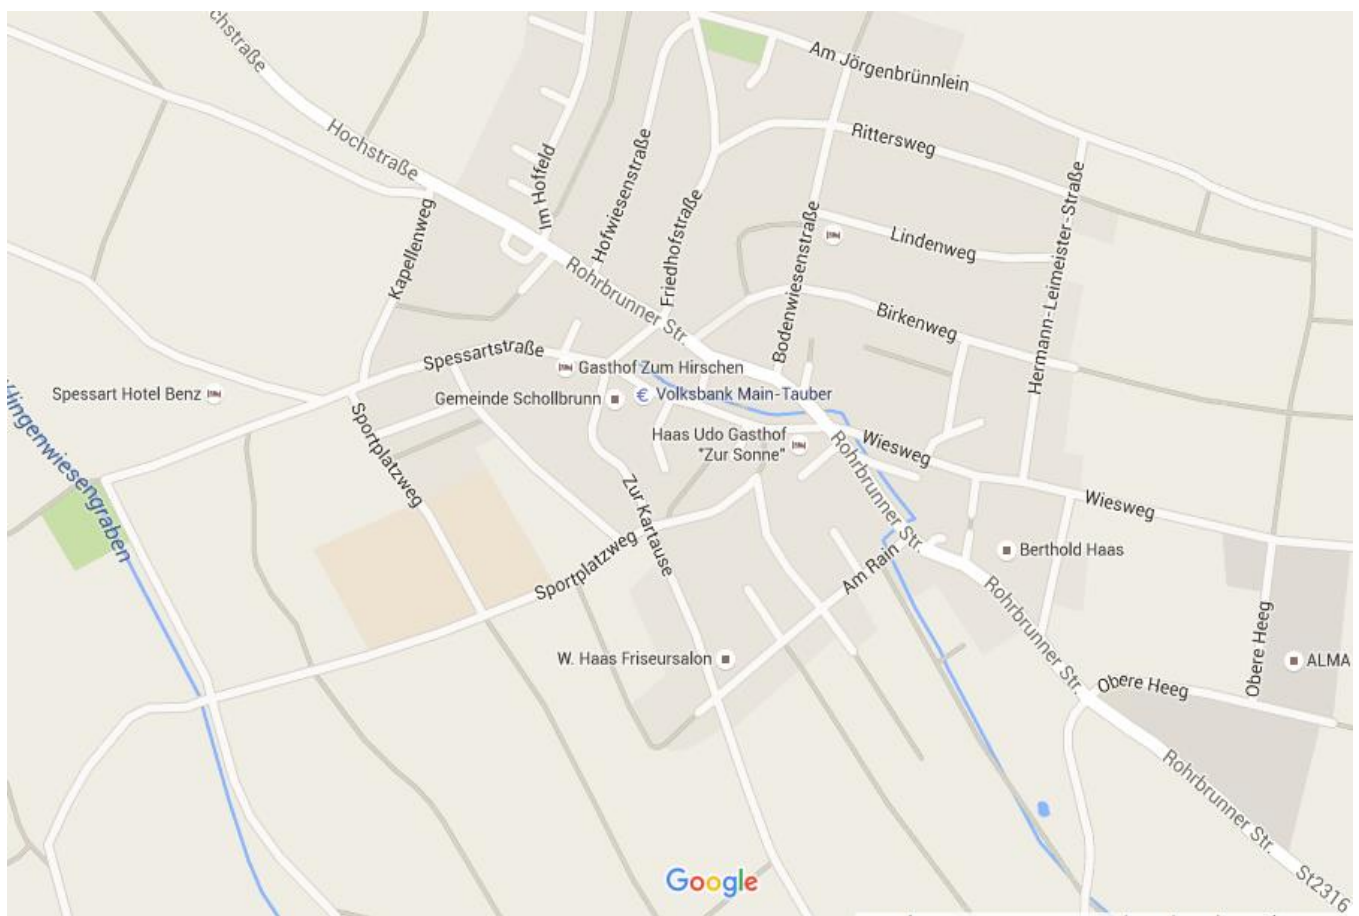 Hochstraße
Am Jörgenbrünnlein
Hochstraße
Rittersweg
Im Hoffeld
Hofwiesenstraße
Friedhofstraße
Bodenwiesenstraße
Lindenweg
Hermann-Leimeister-Straße
Kapellenweg
Rohrbrunner Str.
Birkenweg
Spessartstraße
Gasthof Zum Hirschen
Spessart Hotel Benz
Gemeinde Schollbrunn
€ Volksbank Main-Tauber
Haas Udo Gasthof
"Zur Sonne"
Wiesweg
Sportplatzweg
Rohrbrunner Str.
Klingenwiesengraben
Zur Kartause
Wiesweg
Sportplatzweg
Am Rain
Berthold Haas
Rohrbrunner Str.
W. Haas Friseursalon
Obere Heeg
Obere Heeg
ALMA
Rohrbrunner Str.
St2316
Google